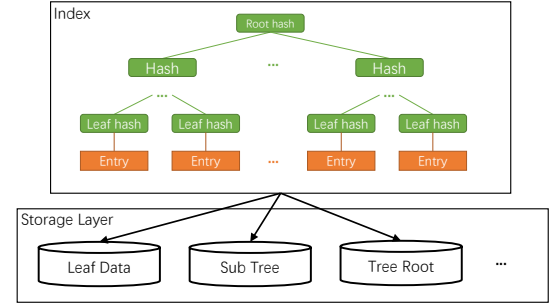 Index
Root hash
Hash ... Hash
... ...
Leaf hash Leaf hash Leaf hash Leaf hash
Entry Entry ... Entry Entry
Storage Layer
Leaf Data Sub Tree Tree Root ...